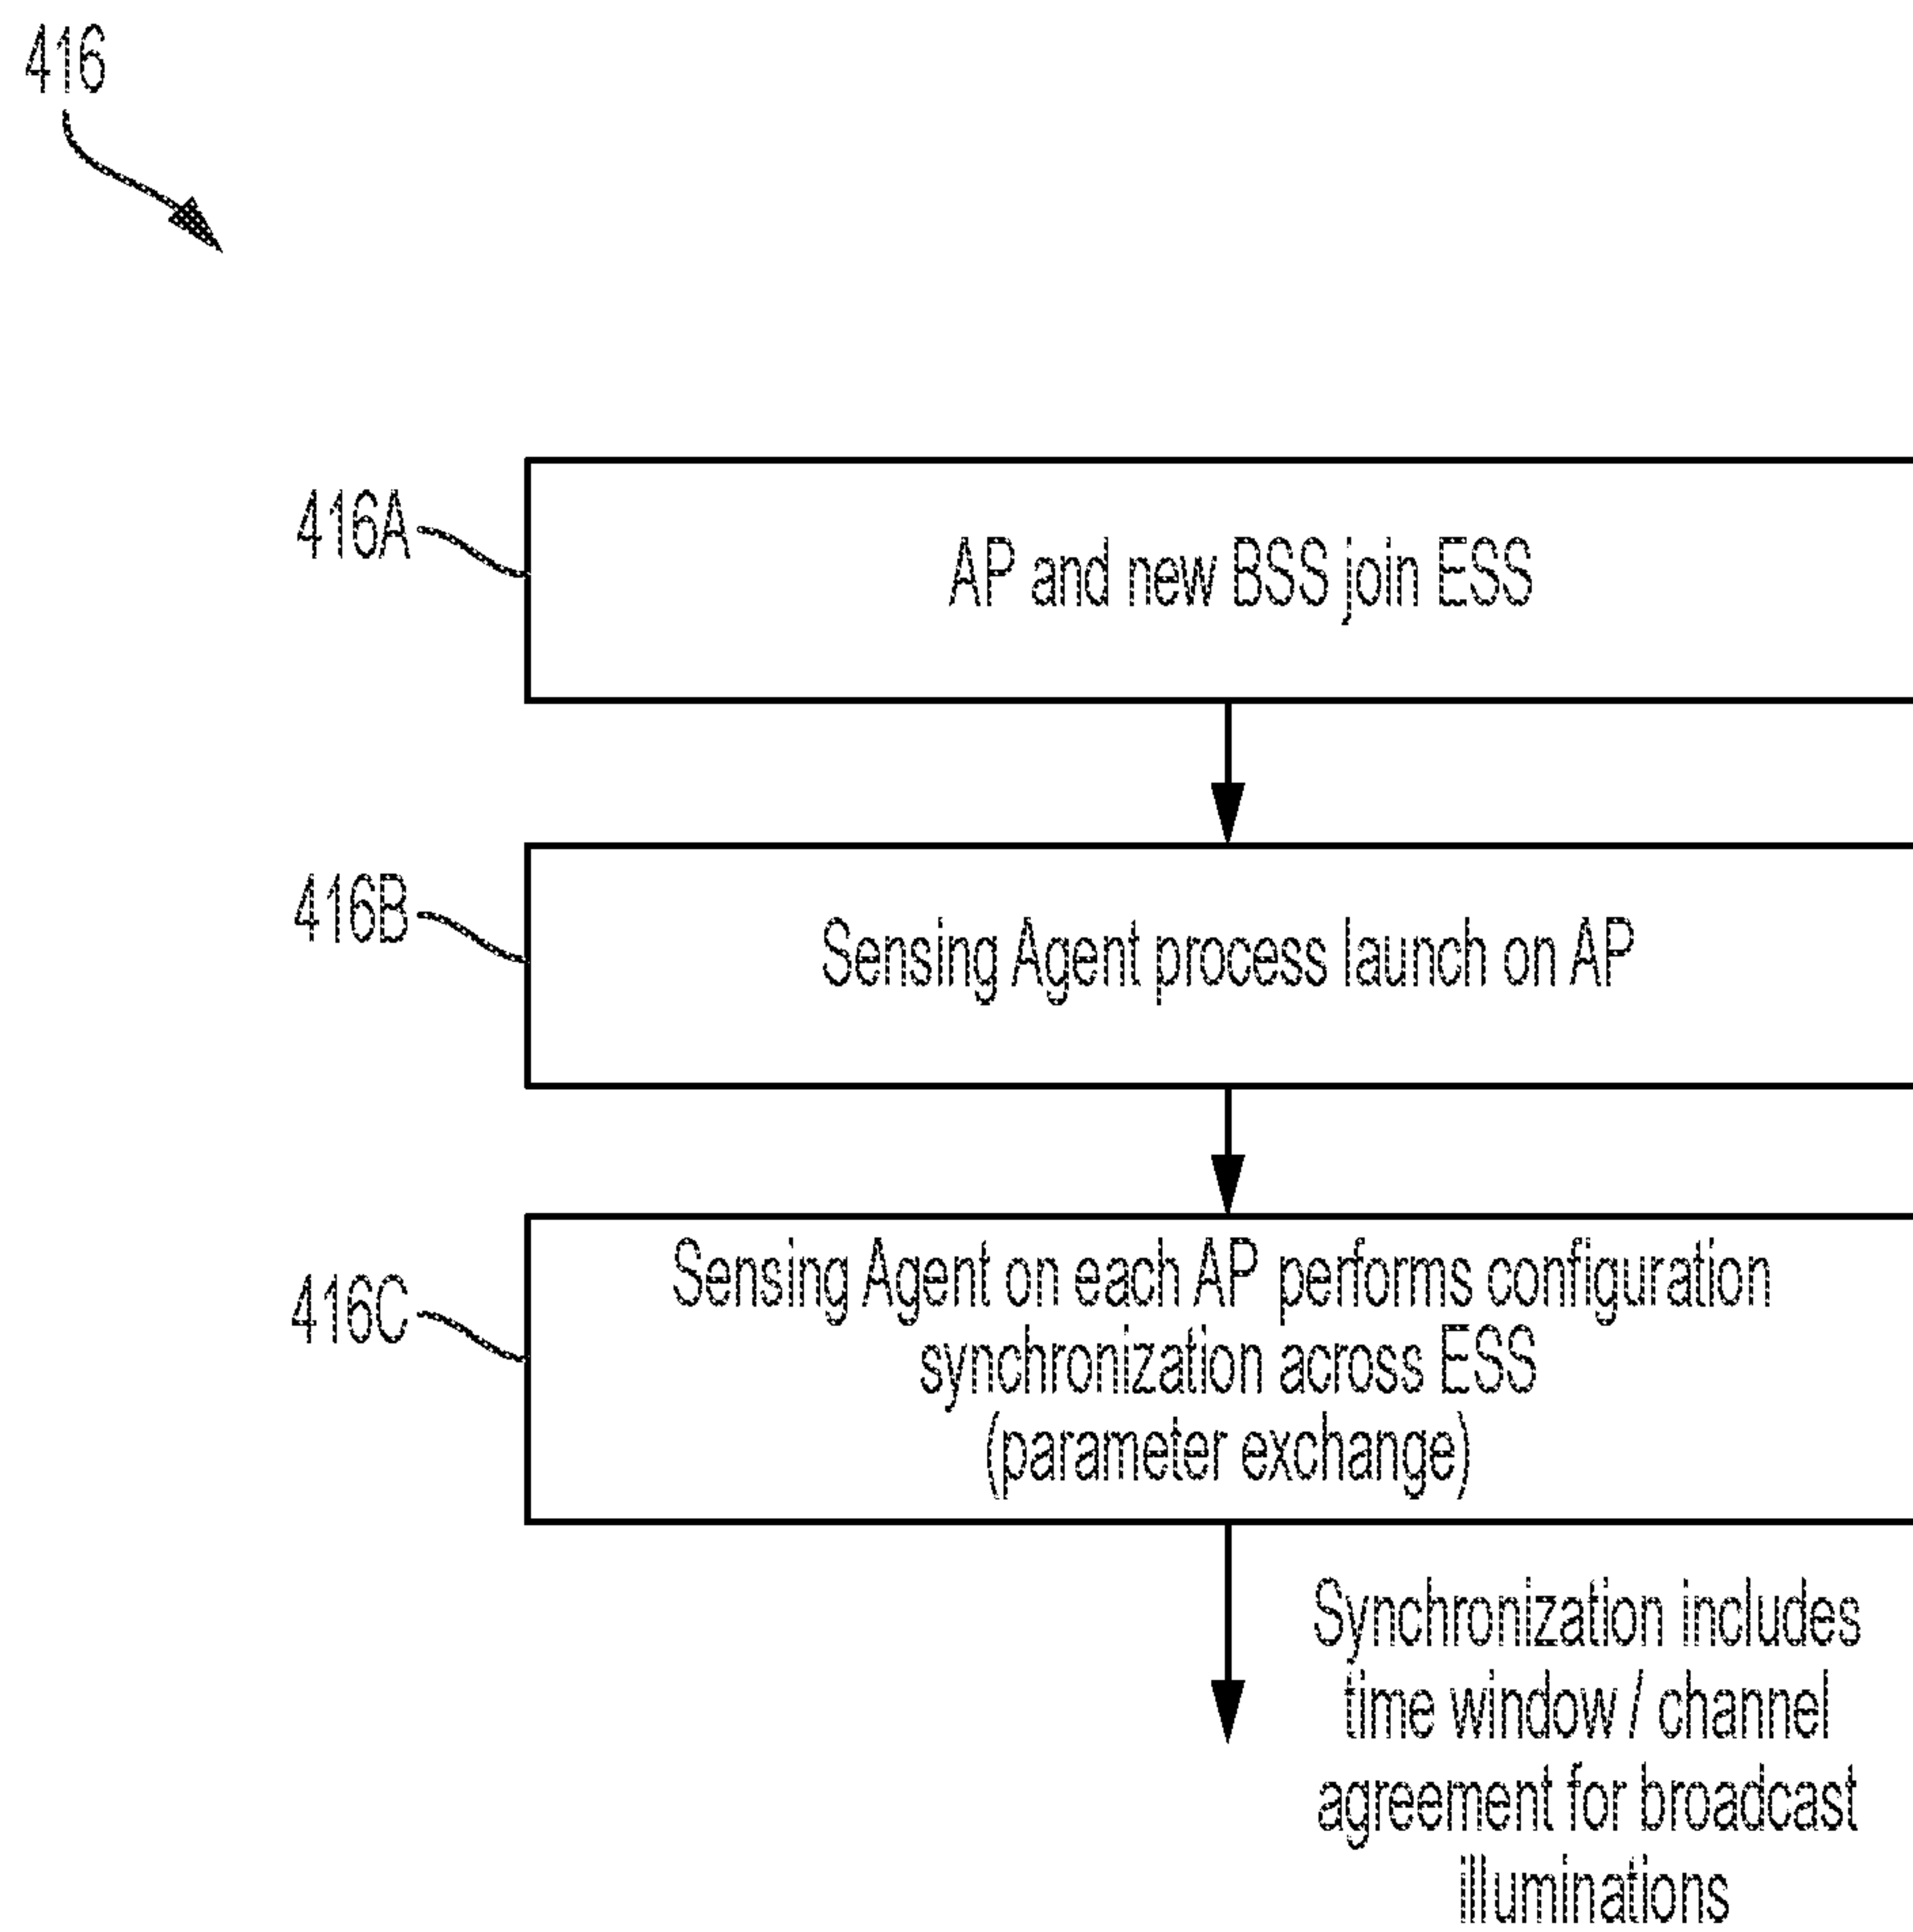 416
416A
AP and new BSS join ESS
416B
Sensing Agent process launch on AP
416C
Sensing Agent on each AP performs configuration
synchronization across ESS
(parameter exchange)
Synchronization includes
time window / channel
agreement for broadcast
illuminations